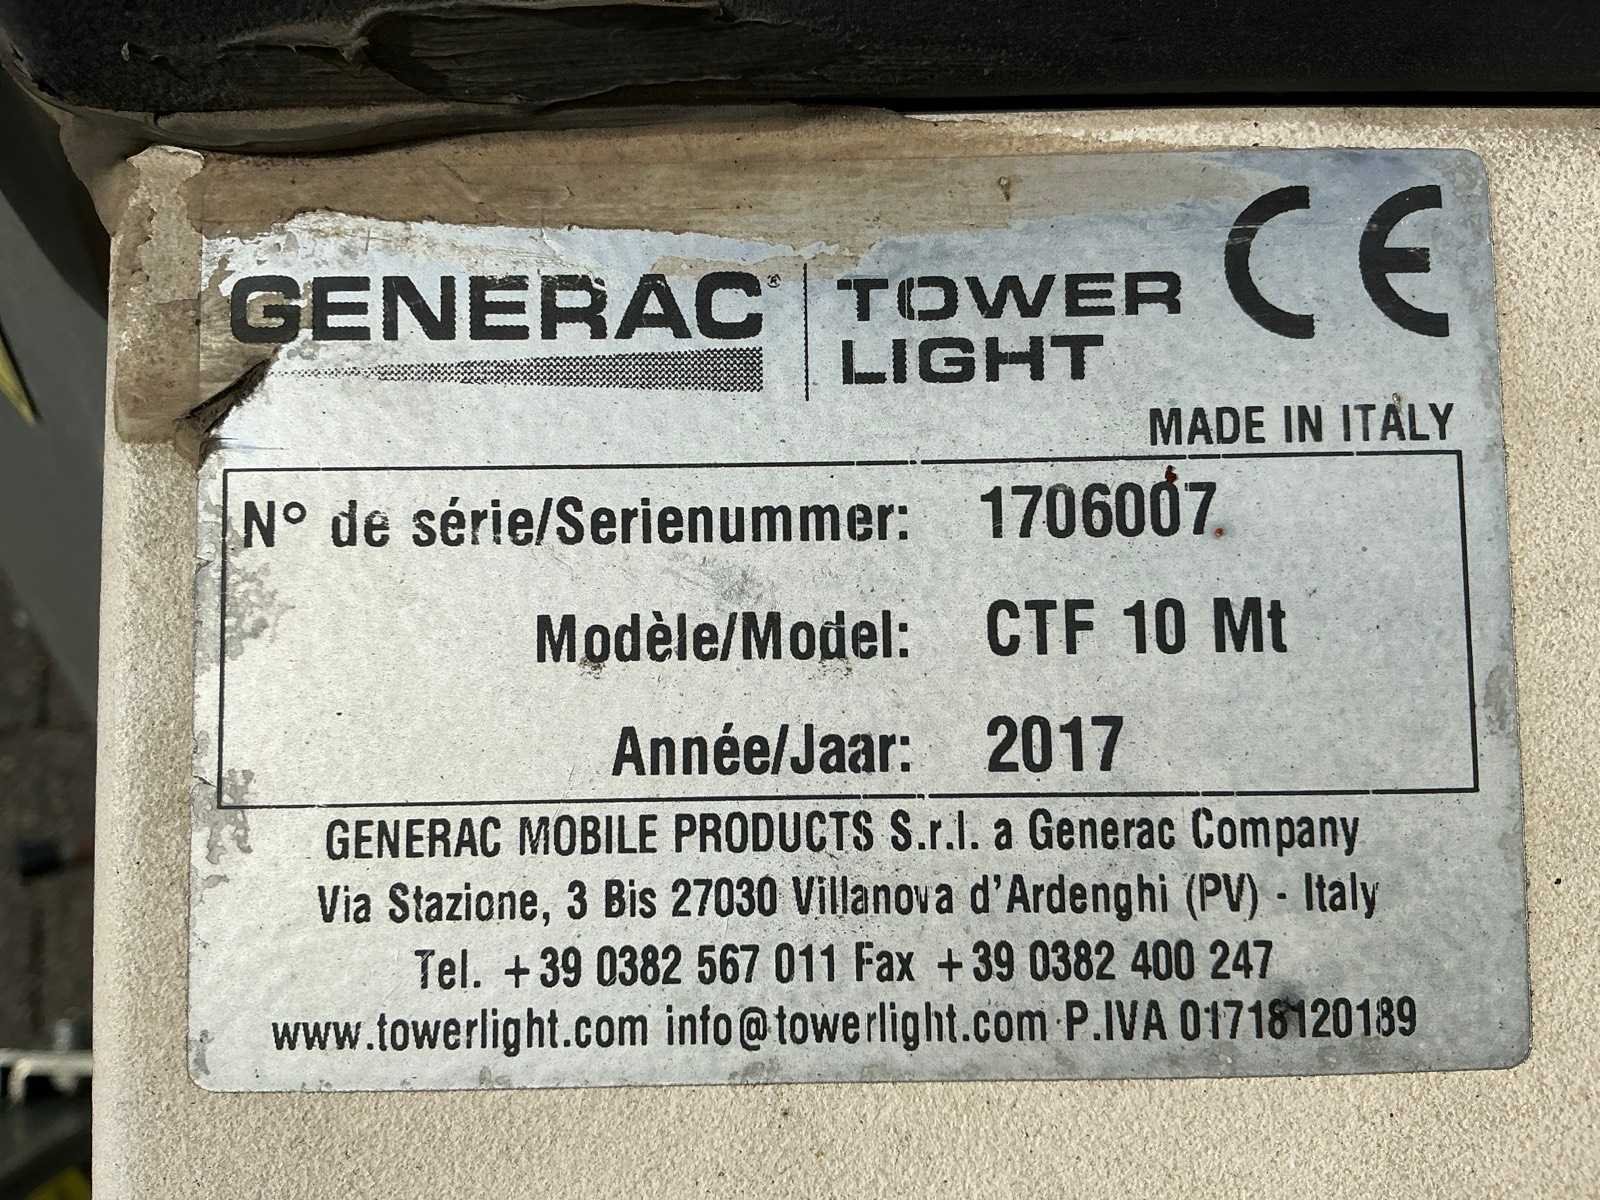 GENERAC® TOWER LIGHT
CE
MADE IN ITALY
N° de série/Serienummer: 1706007
Modèle/Model: CTF 10 Mt
Année/Jaar: 2017
GENERAC MOBILE PRODUCTS S.r.l. a Generac Company
Via Stazione, 3 Bis 27030 Villanova d'Ardenghi (PV) - Italy
Tel. +39 0382 567 011 Fax +39 0382 400 247
www.towerlight.com info@towerlight.com P.IVA 01718120189